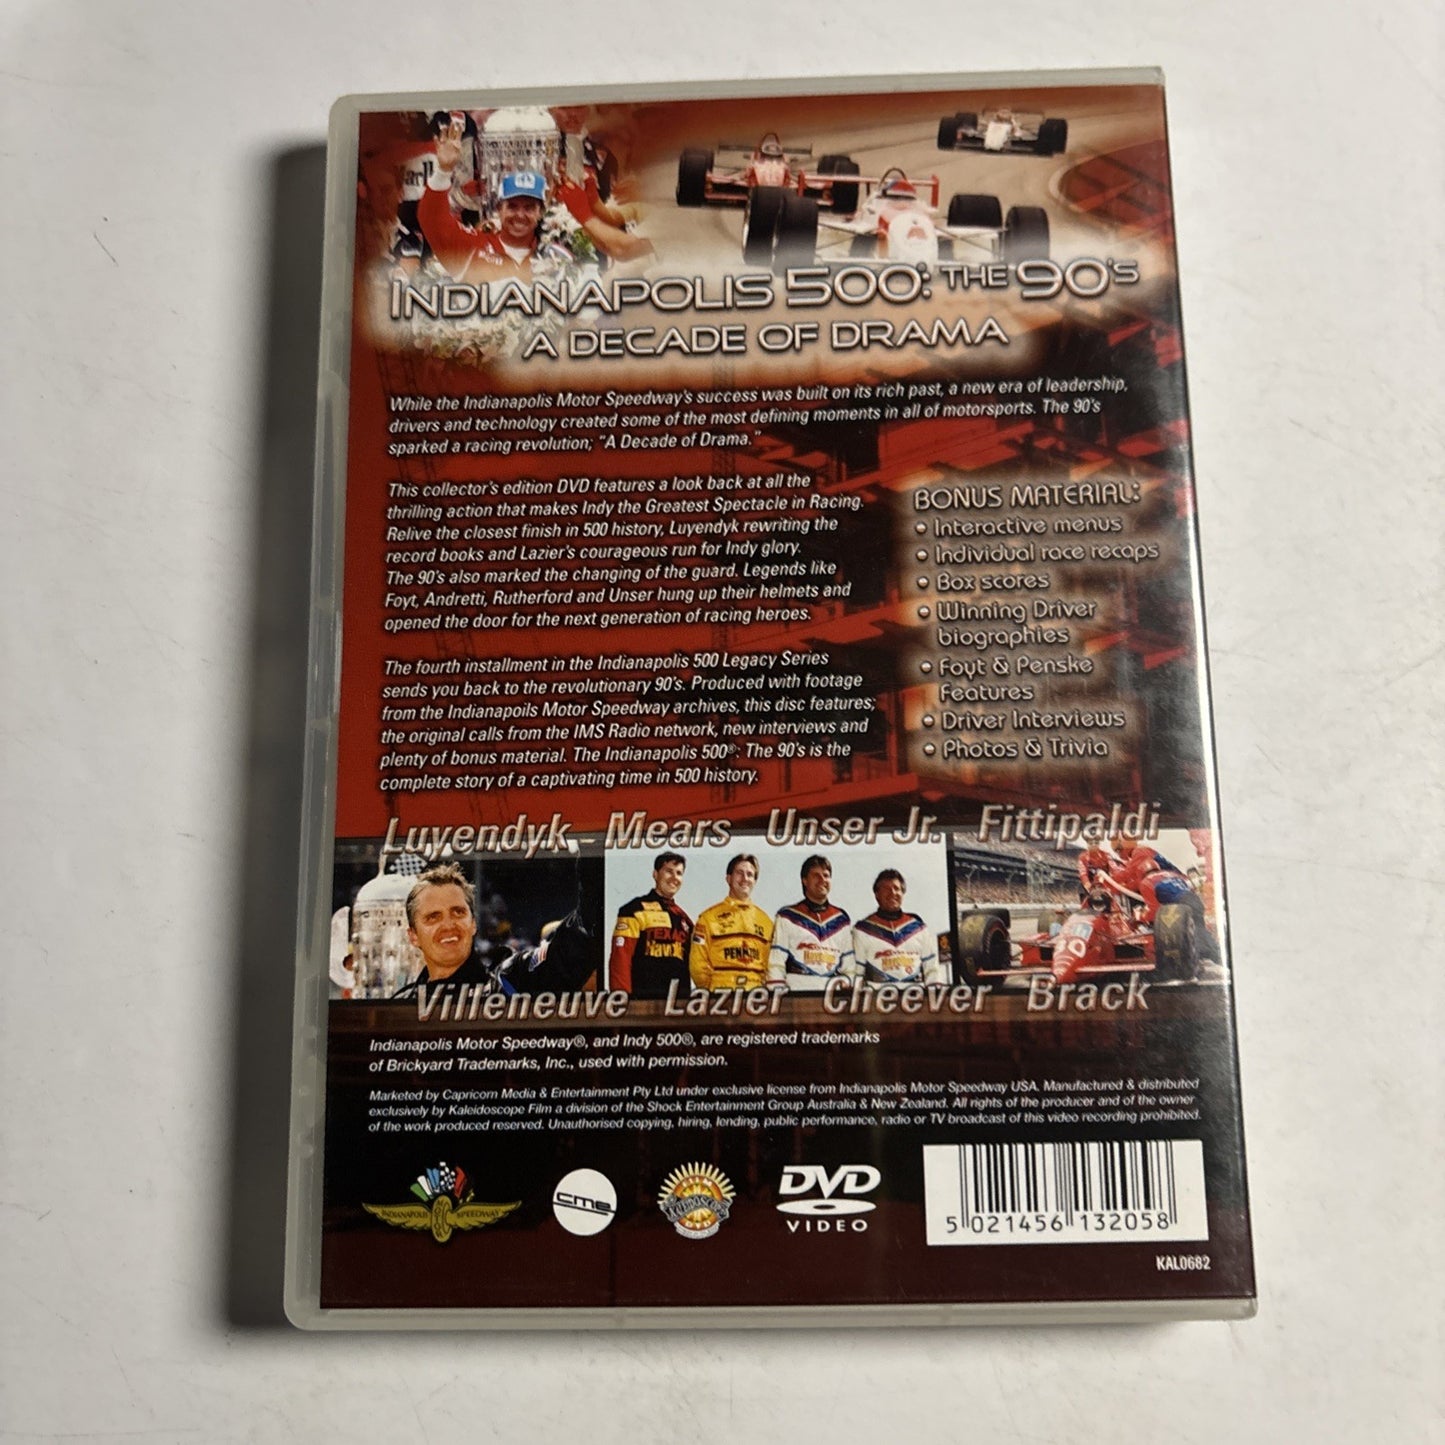 INDIANAPOLIS 500®: THE 90'S
A DECADE OF DRAMA
While the Indianapolis Motor Speedway's success was built on its rich past, a new era of leadership,
drivers and technology created some of the most defining moments in all of motorsports. The 90's
sparked a racing revolution; "A Decade of Drama."
This collector's edition DVD features a look back at all the
thrilling action that makes Indy the Greatest Spectacle in Racing.
Relive the closest finish in 500 history, Luyendyk rewriting the
record books and Lazier's courageous run for Indy glory.
The 90's also marked the changing of the guard. Legends like
Foyt, Andretti, Rutherford and Unser hung up their helmets and
opened the door for the next generation of racing heroes.
The fourth installment in the Indianapolis 500 Legacy Series
sends you back to the revolutionary 90's. Produced with footage
from the Indianapoils Motor Speedway archives, this disc features;
the original calls from the IMS Radio network, new interviews and
plenty of bonus material. The Indianapolis 500®: The 90's is the
complete story of a captivating time in 500 history.
BONUS MATERIAL:
• Interactive menus
• Individual race recaps
• Box scores
• Winning Driver
biographies
• Foyt & Penske
Features
• Driver Interviews
• Photos & Trivia
Luyendyk Mears Unser Jr. Fittipaldi
Villeneuve Lazier Cheever Brack
Indianapolis Motor Speedway®, and Indy 500®, are registered trademarks
of Brickyard Trademarks, Inc., used with permission.
Marketed by Capricorn Media & Entertainment Pty Ltd under exclusive license from Indianapolis Motor Speedway USA. Manufactured & distributed
exclusively by Kaleidoscope Film a division of the Shock Entertainment Group Australia & New Zealand. All rights of the producer and of the owner
of the work produced reserved. Unauthorised copying, hiring, lending, public performance, radio or TV broadcast of this video recording prohibited.
INDIANAPOLIS SPEEDWAY
cme
FILM
KALEIDOSCOPE
DVD
DVD
VIDEO
5 021456 132058
KAL0682